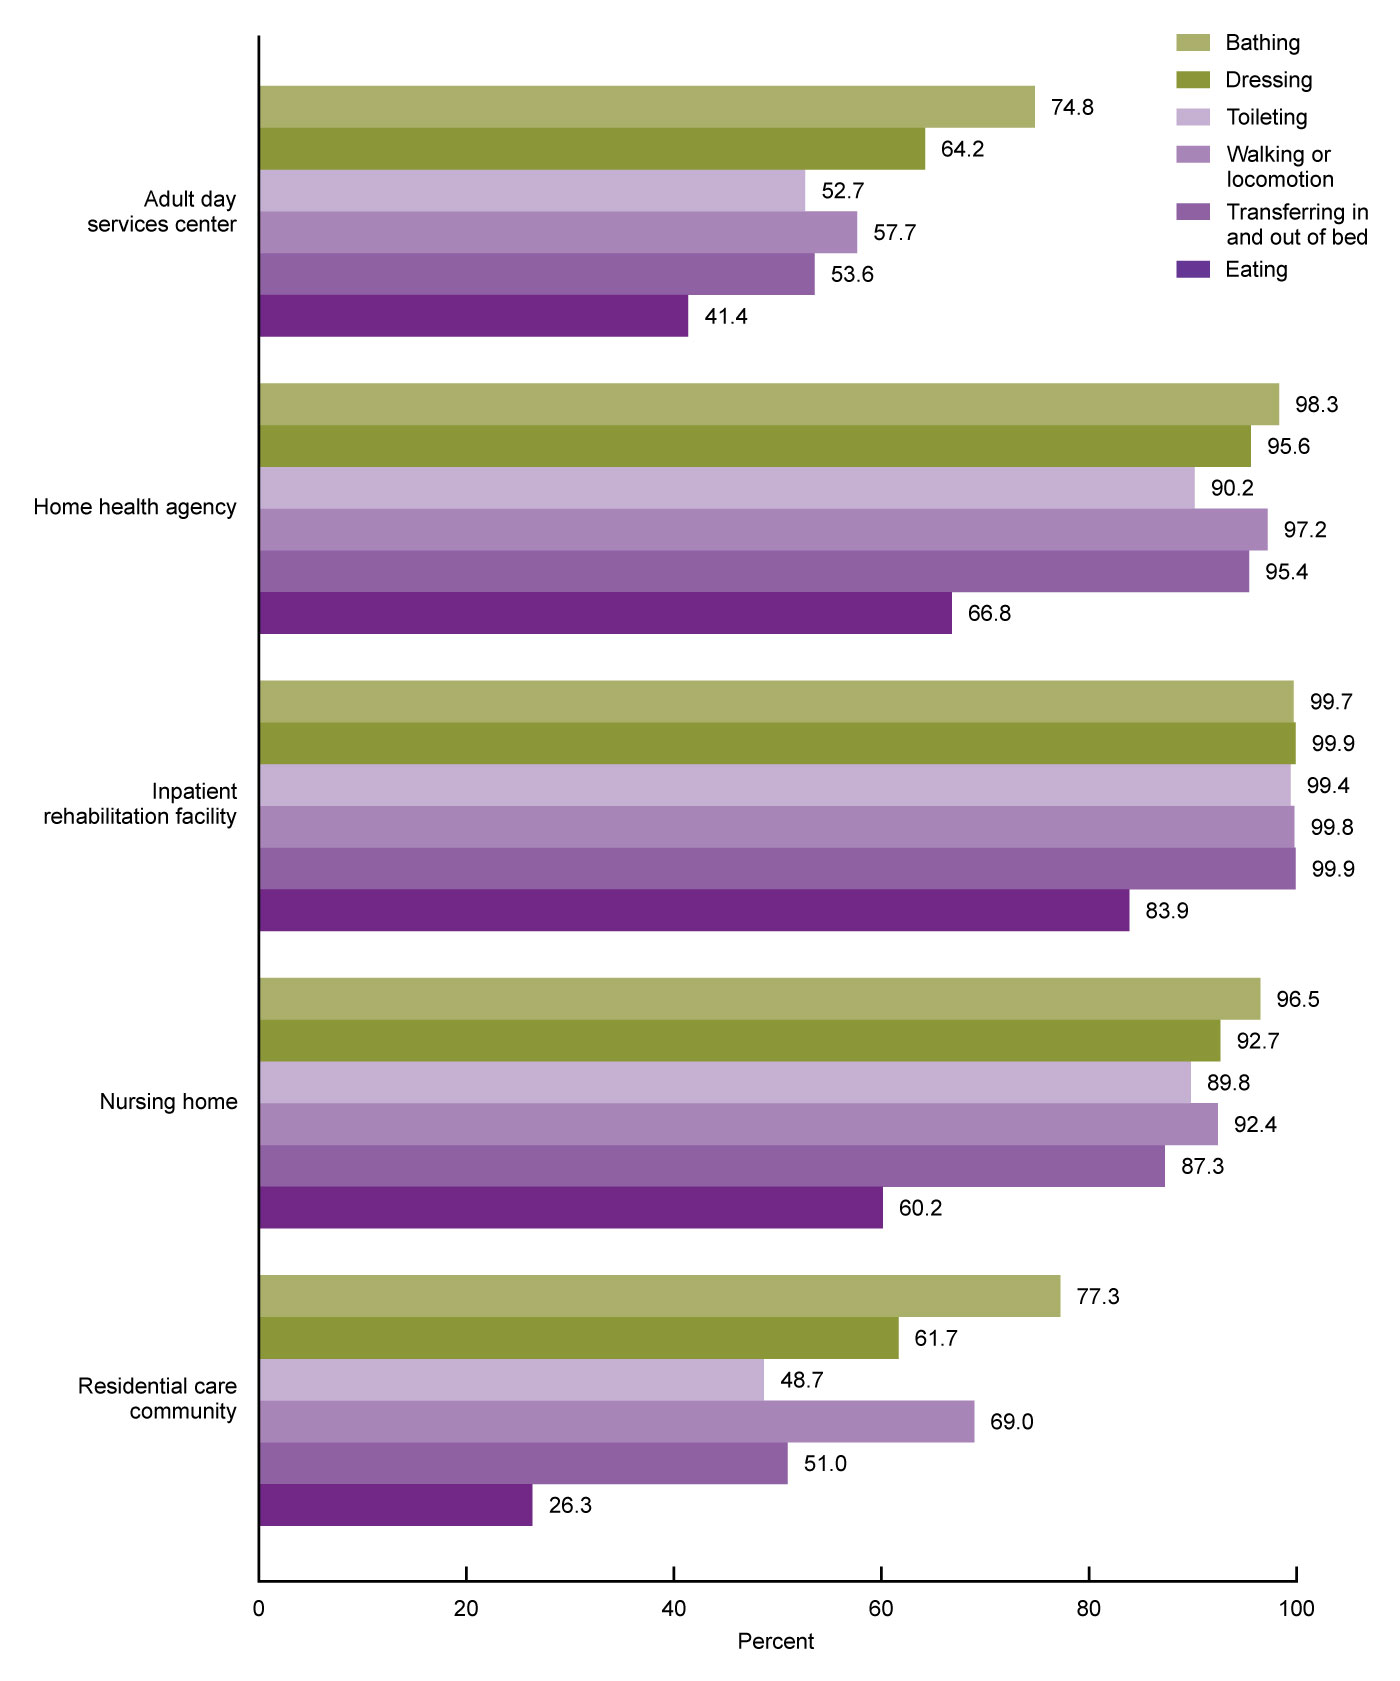 Bathing
Dressing
Toileting
Walking or
locomotion
Transferring in
and out of bed
Eating
Adult day
services center
74.8
64.2
52.7
57.7
53.6
41.4
Home health agency
98.3
95.6
90.2
97.2
95.4
66.8
Inpatient
rehabilitation facility
99.7
99.9
99.4
99.8
99.9
83.9
Nursing home
96.5
92.7
89.8
92.4
87.3
60.2
Residential care
community
77.3
61.7
48.7
69.0
51.0
26.3
0 20 40 60 80 100
Percent